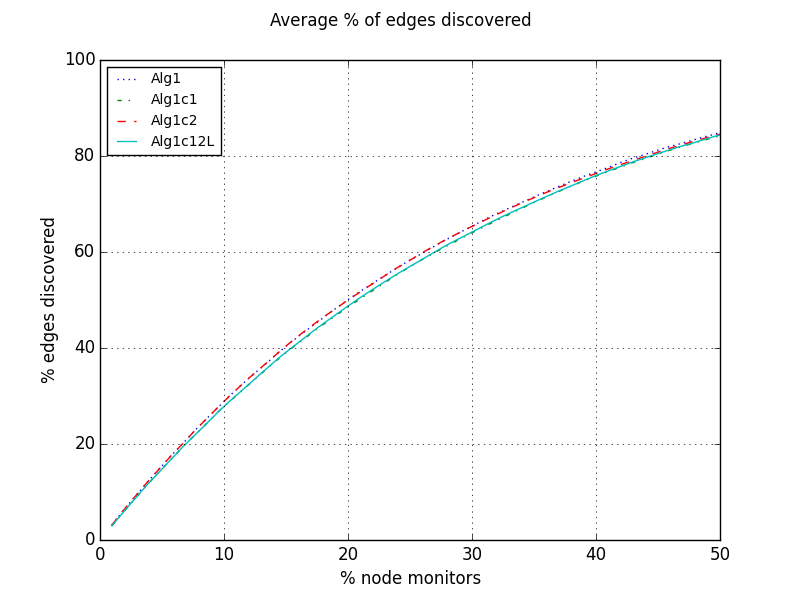 Average % of edges discovered
100
80
60
40
20
0
% edges discovered
Alg1
Alg1c1
Alg1c2
Alg1c12L
0 10 20 30 40 50
% node monitors